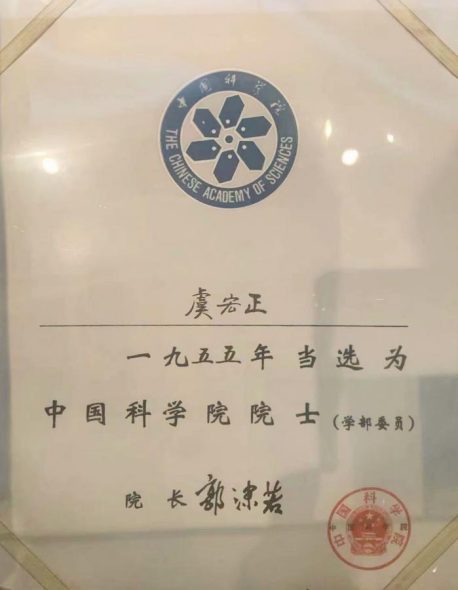 中国科学院
THE CHINESE ACADEMY OF SCIENCES
虞宏正
一九五五年当选为
中国科学院院士(学部委员)
院长 郭沫若
中国科学院